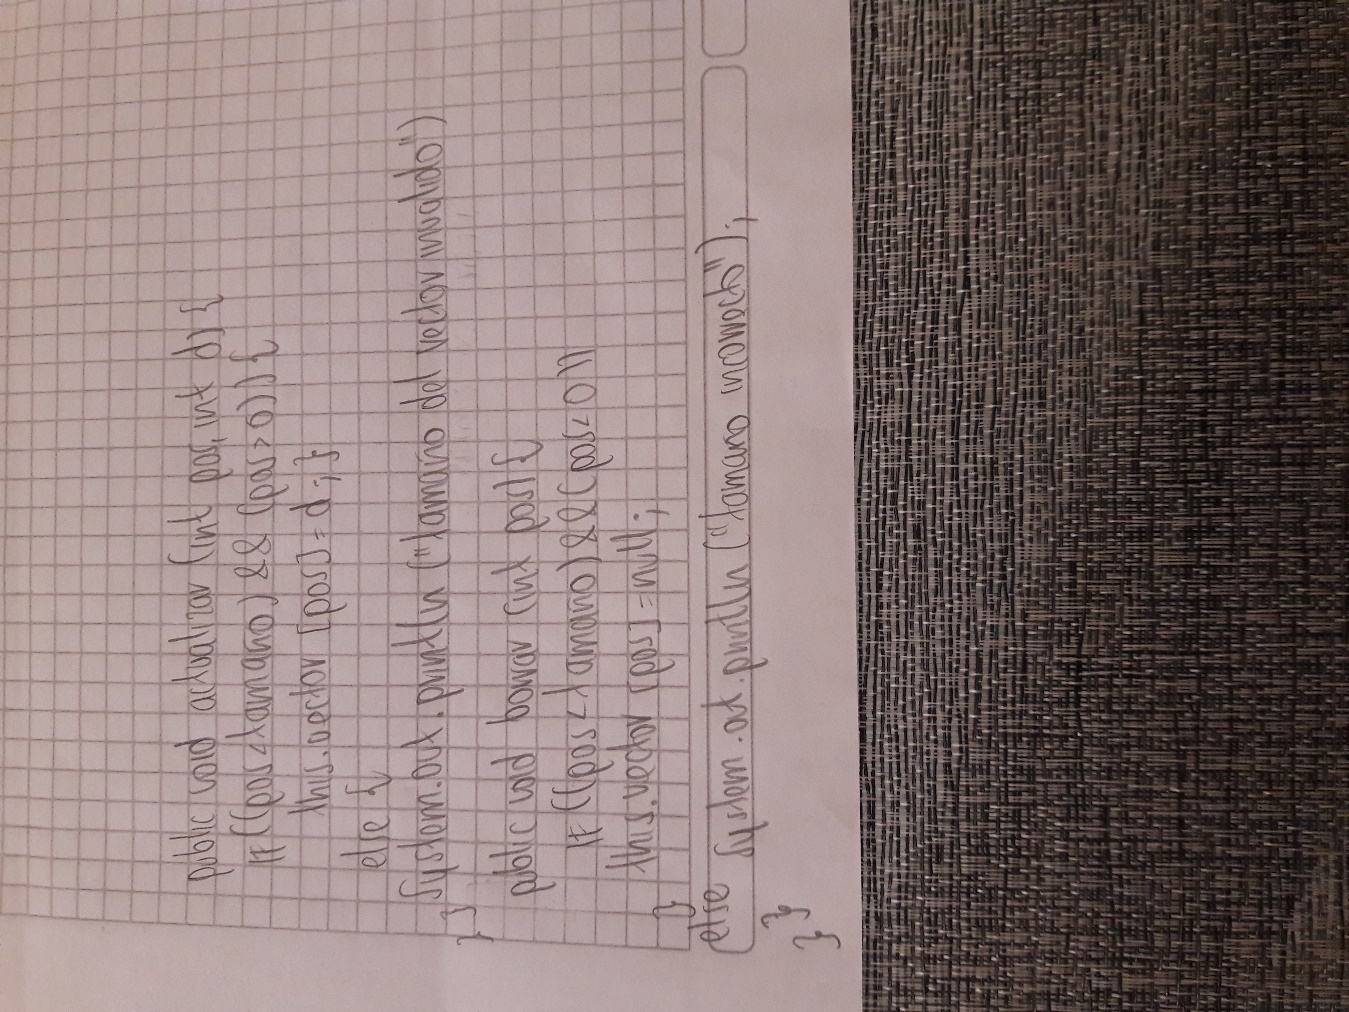 public void actualizar (int pos, int d) {
If ((pos < tamaño) && (pos > 0)) {
this.vector [pos] = d ; }
else {
System.out.println ("tamaño del vector invalido")
} }
public void borrar (int pos) {
If ((pos < tamaño) && (pos < 0 ))
this.vector [pos] = null ;
}
else System.out.println ("tamaño incorrecto") ;
}
} }